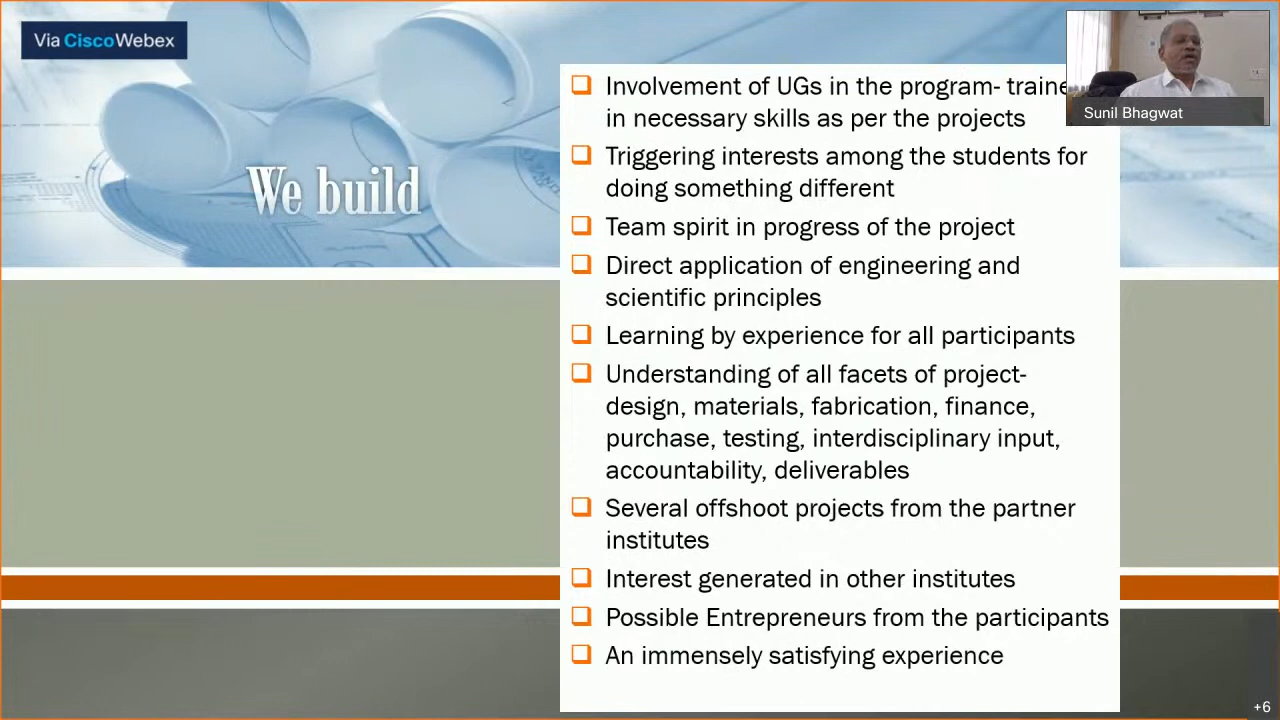 Via CiscoWebex
We build
Involvement of UGs in the program- traine
in necessary skills as per the projects
Triggering interests among the students for
doing something different
Team spirit in progress of the project
Direct application of engineering and
scientific principles
Learning by experience for all participants
Understanding of all facets of project-
design, materials, fabrication, finance,
purchase, testing, interdisciplinary input,
accountability, deliverables
Several offshoot projects from the partner
institutes
Interest generated in other institutes
Possible Entrepreneurs from the participants
An immensely satisfying experience
Sunil Bhagwat
+6